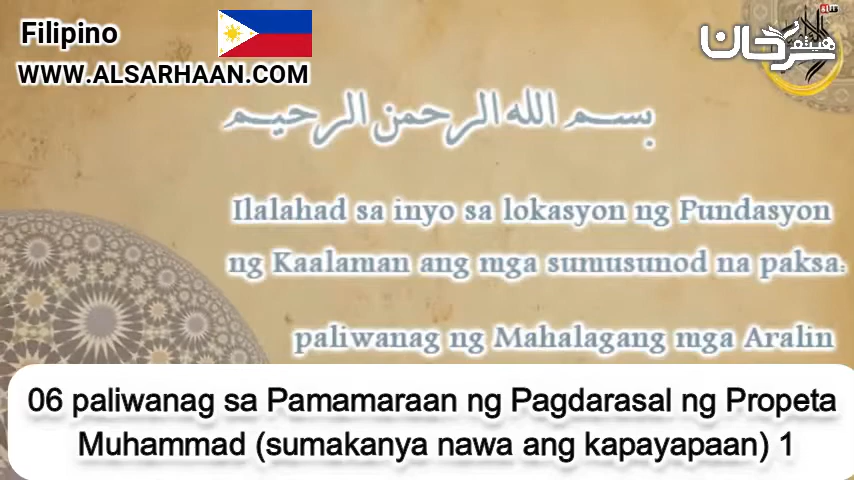 Filipino
WWW.ALSARHAAN.COM
سرحان
بسم الله الرحمن الرحيم
Ilalahad sa inyo sa lokasyon ng Pundasyon
ng Kaalaman ang mga sumusunod na paksa:
paliwanag ng Mahalagang mga Aralin
06 paliwanag sa Pamamaraan ng Pagdarasal ng Propeta
Muhammad (sumakanya nawa ang kapayapaan) 1